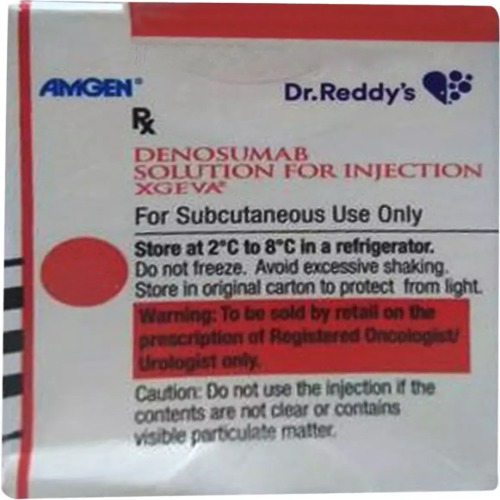 AMGEN®
Dr.Reddy's
Rx
DENOSUMAB
SOLUTION FOR INJECTION
XGEVA®
For Subcutaneous Use Only
Store at 2°C to 8°C in a refrigerator.
Do not freeze. Avoid excessive shaking.
Store in original carton to protect from light.
Warning: To be sold by retail on the
prescription of Registered Oncologist/
Urologist only.
Caution: Do not use the injection if the
contents are not clear or contains
visible particulate matter.